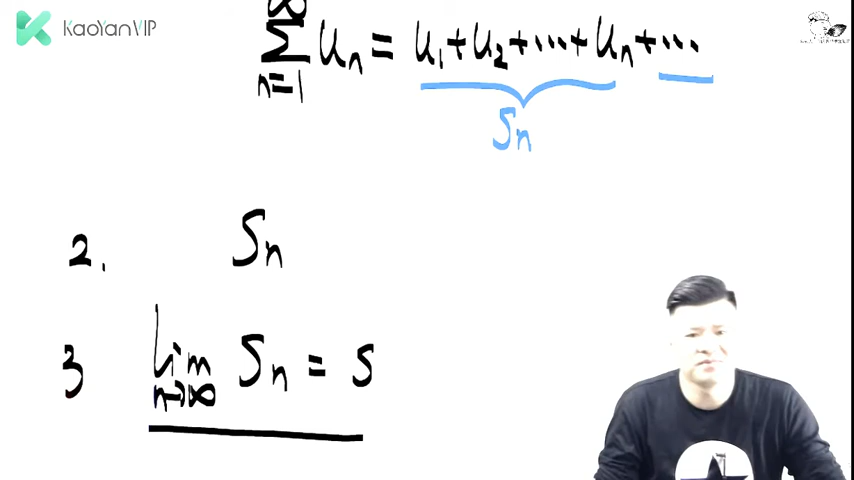 KaoYanVIP
∑_{n=1}^{∞} u_n = u_1+u_2+⋯+u_n+⋯
S_n
2. S_n
3 lim_{n→∞} S_n = S